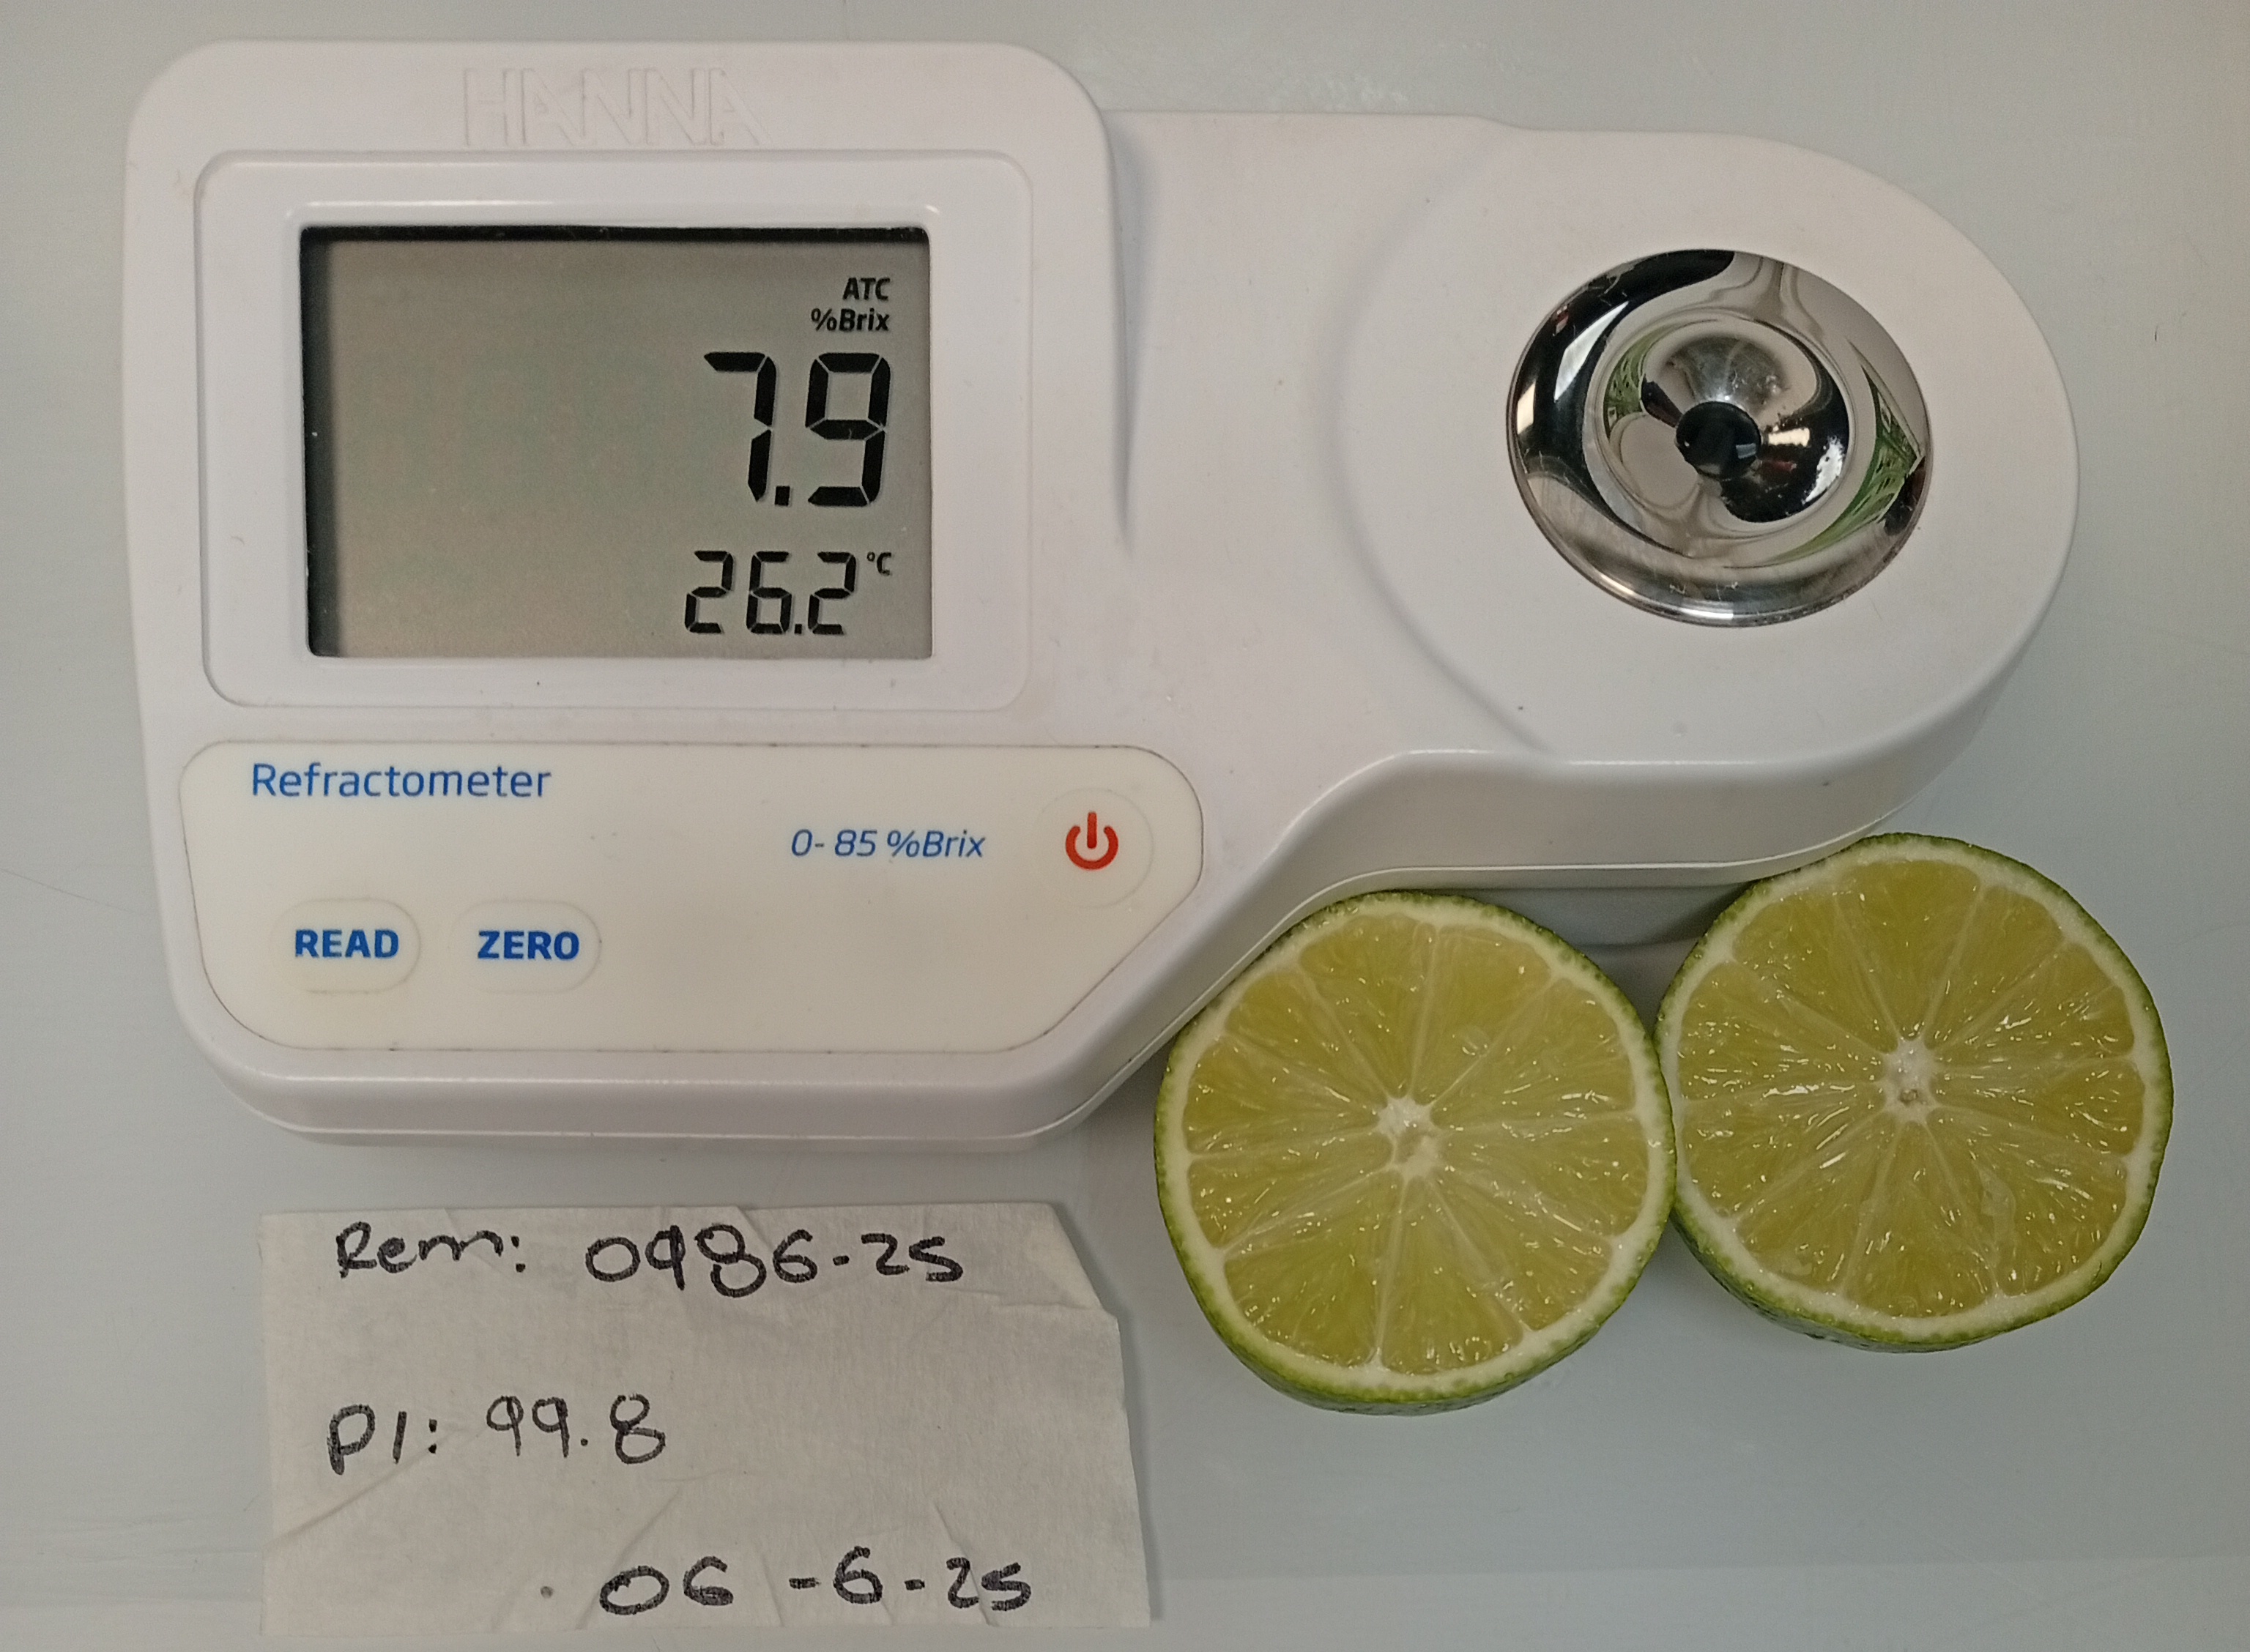 HANNA
ATC
%Brix
7.9
26.2 °C
Refractometer
0-85 %Brix
READ ZERO
Rem: 0986-25
P1: 99.8
06-6-25